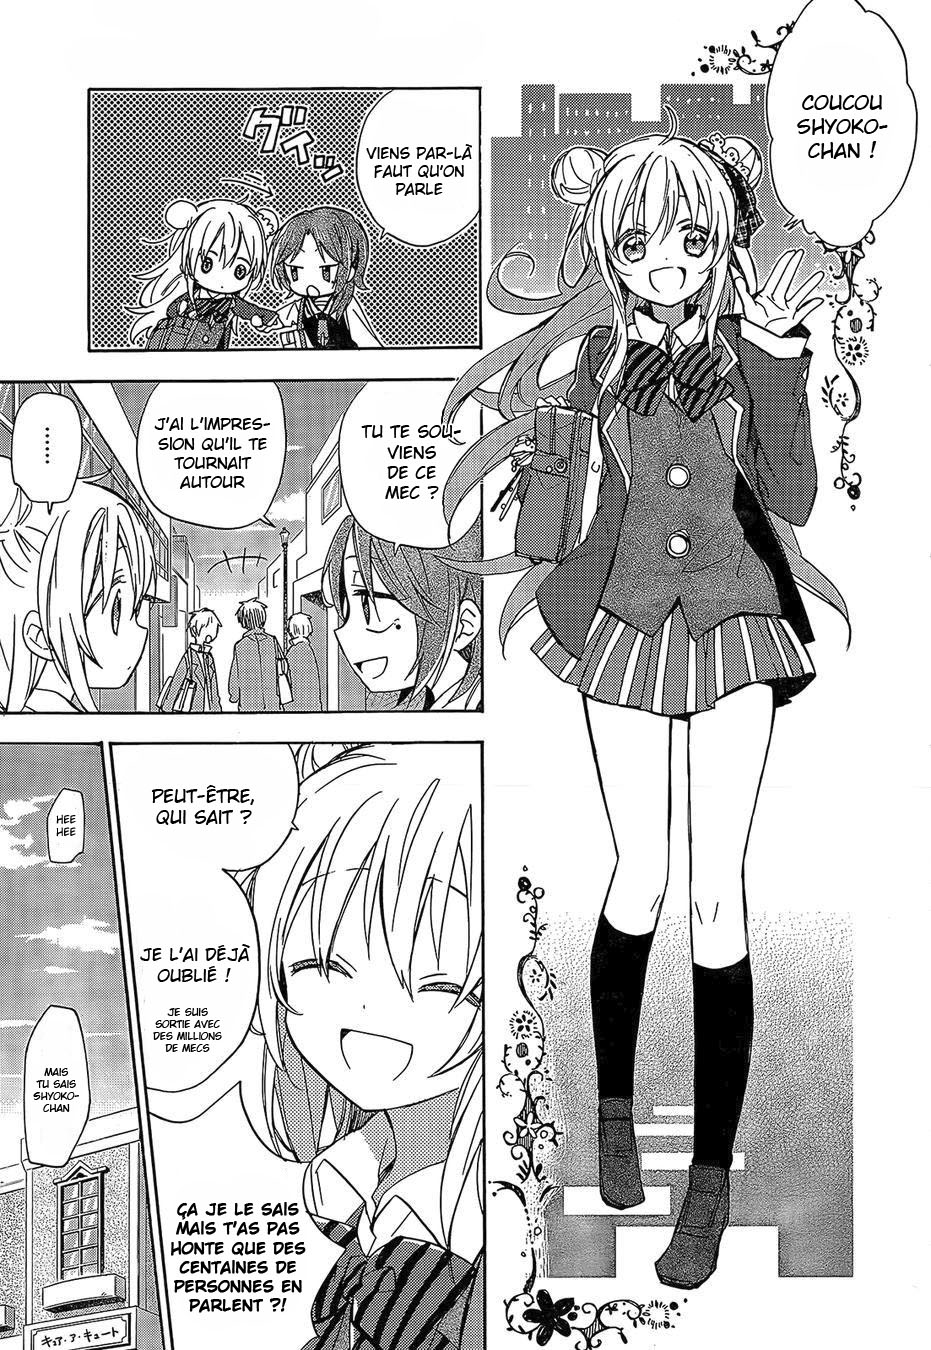 COUCOU
SHYOKO-
CHAN !
VIENS PAR-LÀ
FAUT QU'ON
PARLE
グイッ
TU TE SOU-
VIENS
DE CE
MEC ?
J'AI L'IMPRES-
SION QU'IL TE
TOURNAIT
AUTOUR
......
PEUT-ÊTRE,
QUI SAIT ?
JE L'AI DÉJÀ
OUBLIÉ !
JE SUIS
SORTIE AVEC
DES MILLIONS
DE MECS
ÇA JE LE SAIS
MAIS T'AS PAS
HONTE QUE DES
CENTAINES DE
PERSONNES EN
PARLENT ?!
HEE
HEE
MAIS
TU SAIS
SHYOKO-
CHAN
キュア・ア・キュート